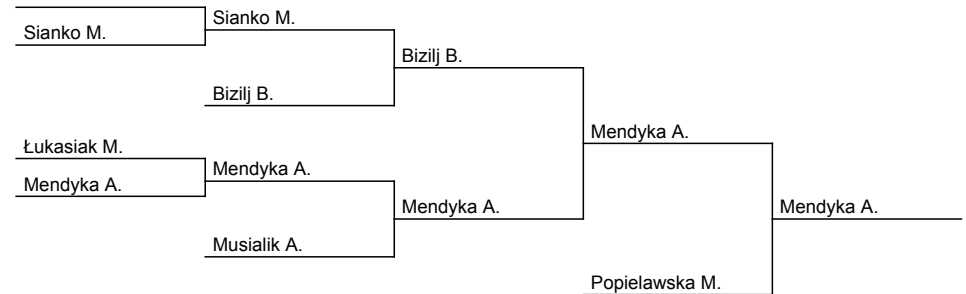 Sianko M.
Sianko M.
Bizilj B.
Bizilj B.
Łukasiak M.
Mendyka A.
Mendyka A.
Musialik A.
Mendyka A.
Mendyka A.
Popielawska M.
Mendyka A.